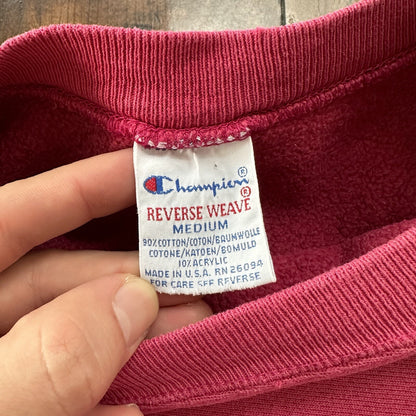 Champion®
REVERSE WEAVE®
MEDIUM
90% COTTON/COTON/BAUMWOLLE
COTONE/KATOEN/BOMULD
10% ACRYLIC
MADE IN U.S.A. RN 26094
FOR CARE SEE REVERSE